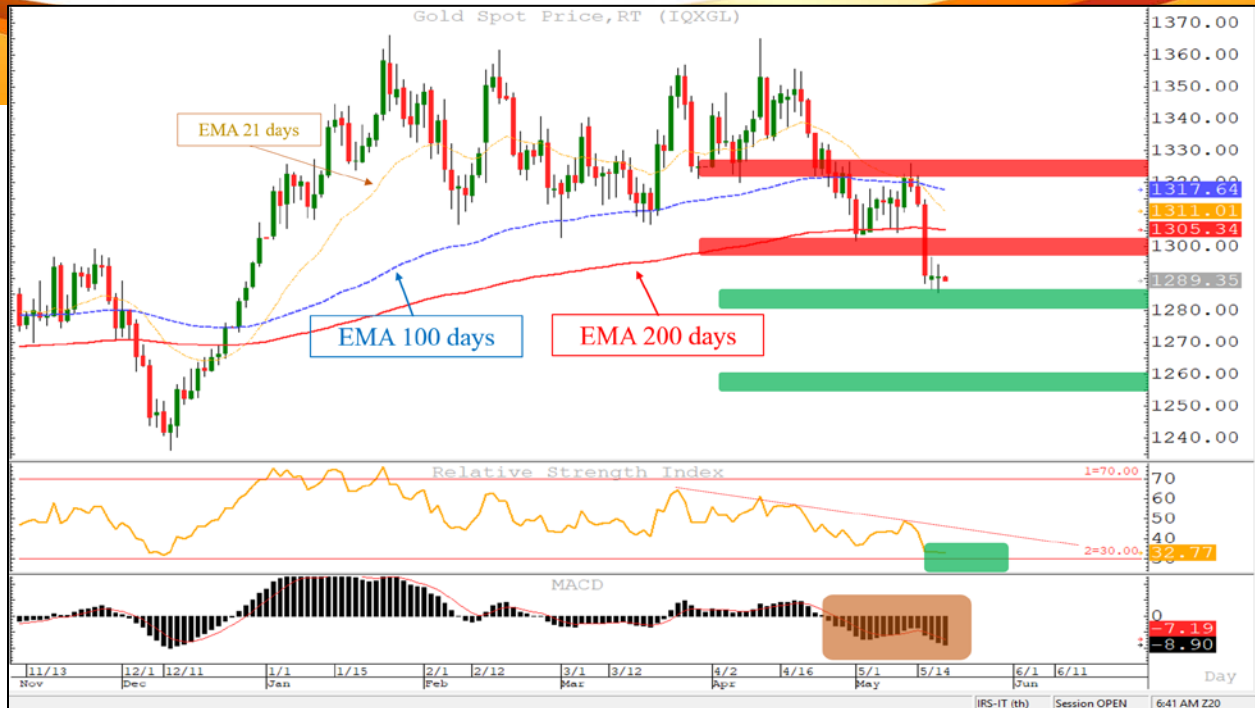 Gold Spot Price,RT (IQXGL)
1370.00
1360.00
1350.00
1340.00
1330.00
1317.64
1311.01
1305.34
1300.00
1289.35
1280.00
1270.00
1260.00
1250.00
1240.00
EMA 21 days
EMA 100 days
EMA 200 days
Relative Strength Index
1=70.00
70
60
50
40
2=30.00
32.77
MACD
0
-7.19
-8.90
11/13 12/1 12/11 1/1 1/15 2/1 2/12 3/1 3/12 4/2 4/16 5/1 5/14 6/1 6/11
Nov Dec Jan Feb Mar Apr May Jun
Day
IRS-IT (th) Session OPEN 6:41 AM Z20